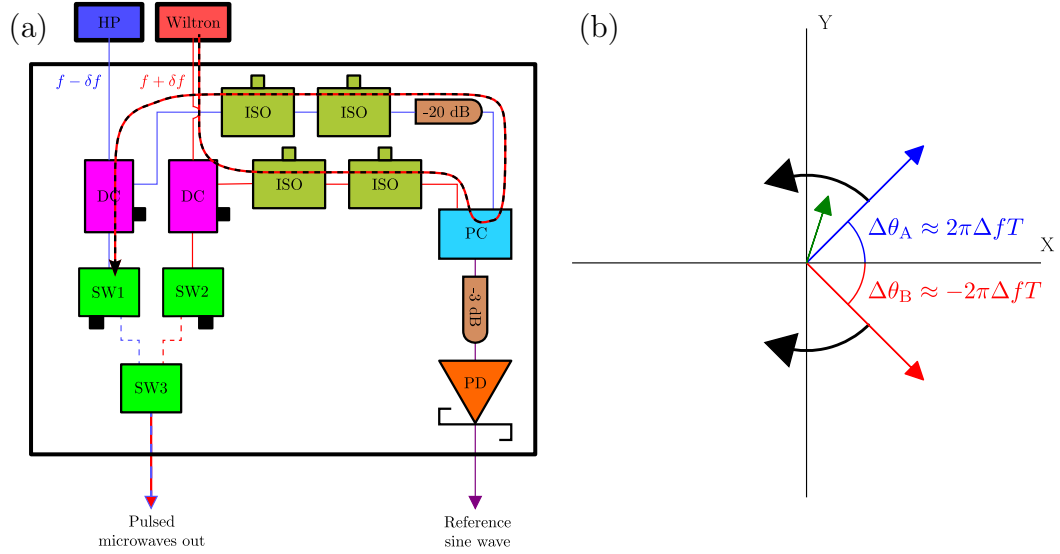 (a)
HP
Wiltron
f − δf
f + δf
ISO
ISO
-20 dB
DC
DC
ISO
ISO
PC
SW1
SW2
-3 dB
SW3
PD
Pulsed
microwaves out
Reference
sine wave
(b)
Y
X
Δθ_A ≈ 2πΔfT
Δθ_B ≈ −2πΔfT